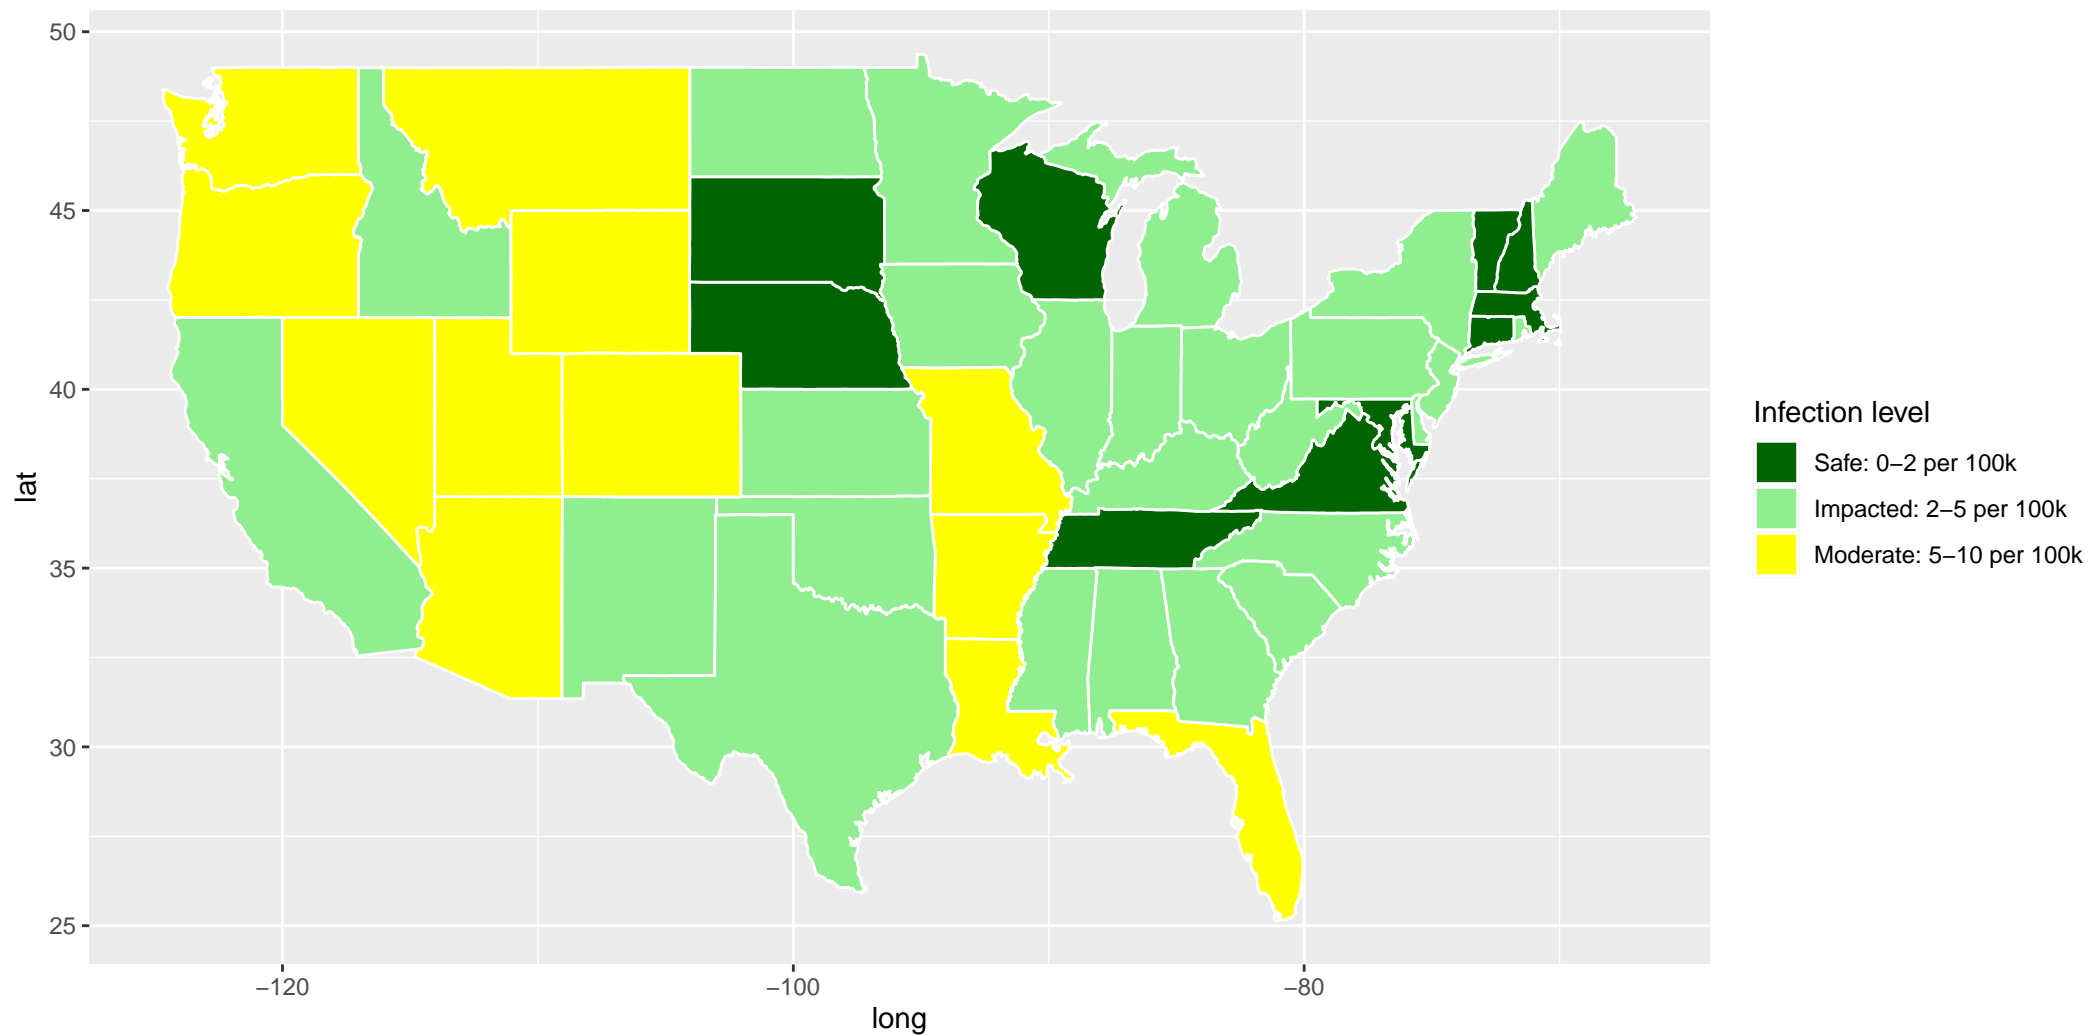 50
45
40
35
30
25
lat
−120
−100
−80
long
Infection level
Safe: 0−2 per 100k
Impacted: 2−5 per 100k
Moderate: 5−10 per 100k